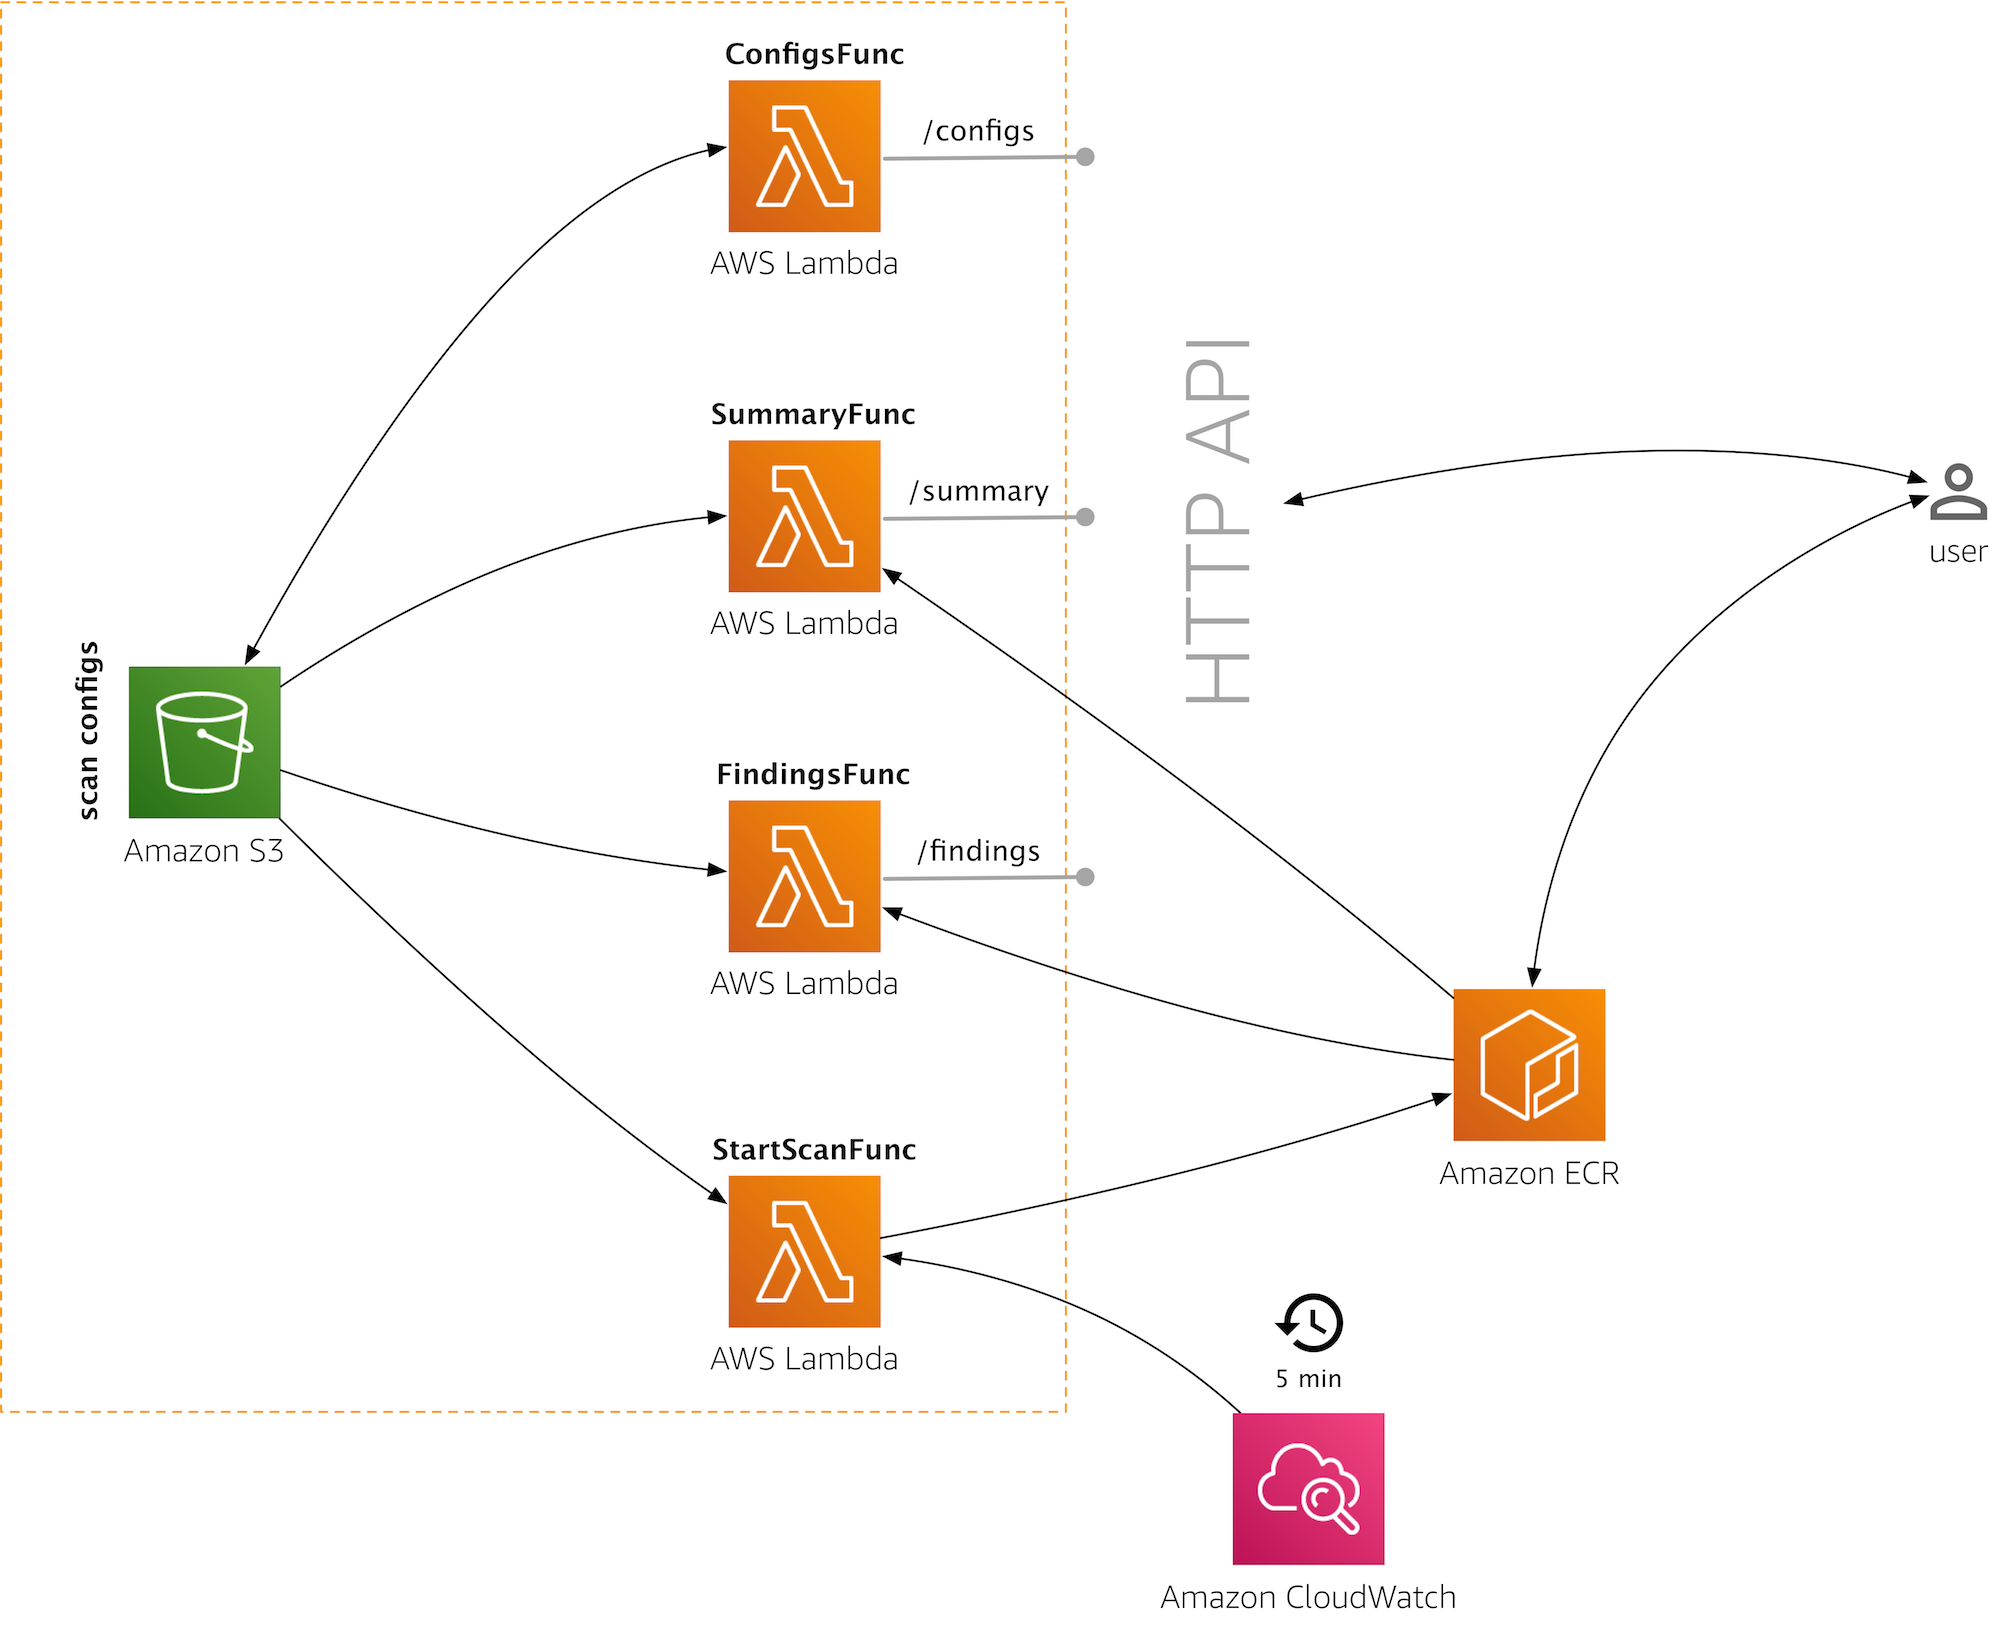 ConfigsFunc
/configs
AWS Lambda
SummaryFunc
/summary
AWS Lambda
HTTP API
user
scan configs
Amazon S3
FindingsFunc
/findings
AWS Lambda
StartScanFunc
AWS Lambda
Amazon ECR
5 min
Amazon CloudWatch